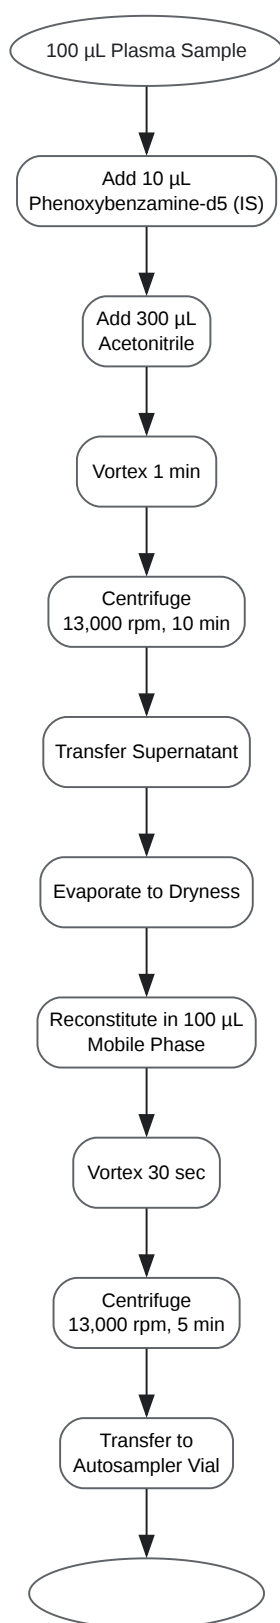 100 µL Plasma Sample
Add 10 µL
Phenoxybenzamine-d5 (IS)
Add 300 µL
Acetonitrile
Vortex 1 min
Centrifuge
13,000 rpm, 10 min
Transfer Supernatant
Evaporate to Dryness
Reconstitute in 100 µL
Mobile Phase
Vortex 30 sec
Centrifuge
13,000 rpm, 5 min
Transfer to
Autosampler Vial